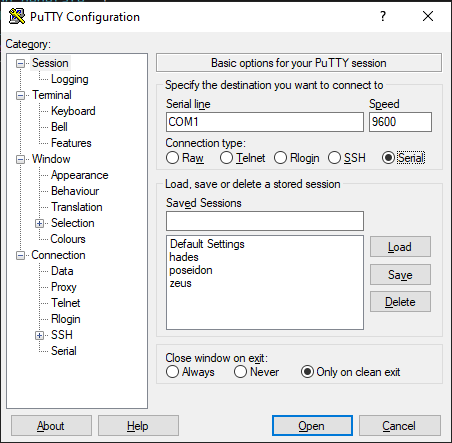 PuTTY Configuration
Category:
Session
Logging
Terminal
Keyboard
Bell
Features
Window
Appearance
Behaviour
Translation
Selection
Colours
Connection
Data
Proxy
Telnet
Rlogin
SSH
Serial
Basic options for your PuTTY session
Specify the destination you want to connect to
Serial line Speed
COM1 9600
Connection type:
Raw Telnet Rlogin SSH Serial
Load, save or delete a stored session
Saved Sessions
Default Settings
hades
poseidon
zeus
Load
Save
Delete
Close window on exit:
Always Never Only on clean exit
About Help Open Cancel